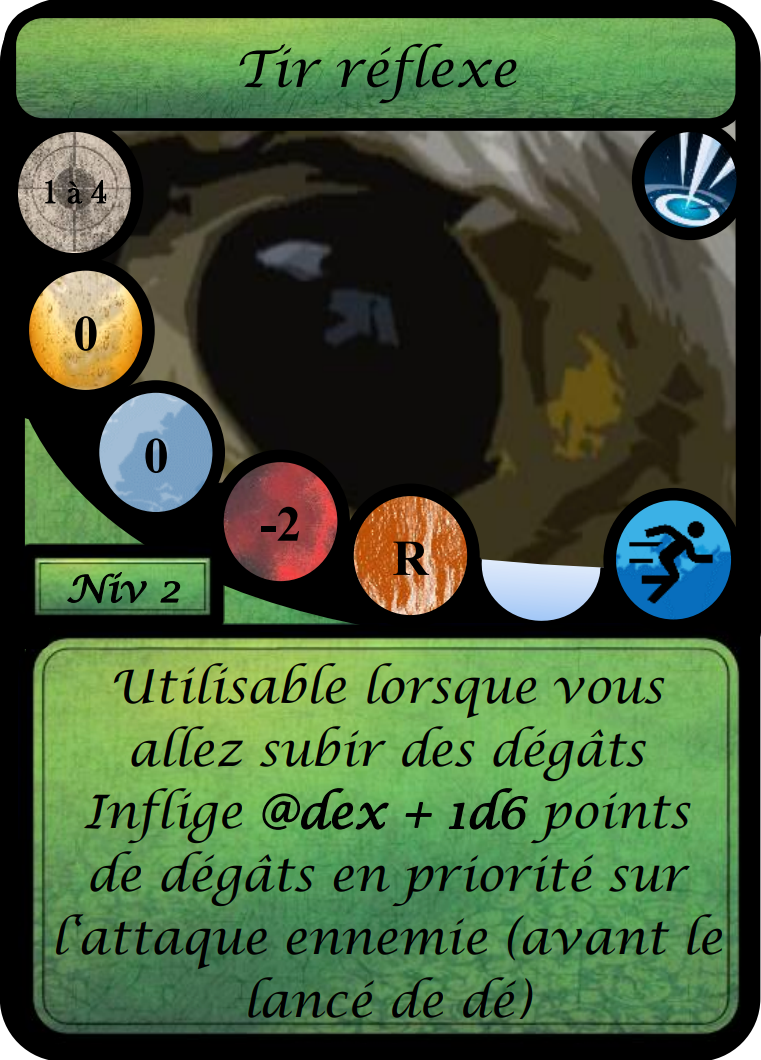 Tir réflexe
1 à 4
0
0
-2
R
Niv 2
Utilisable lorsque vous
allez subir des dégâts
Inflige @dex + 1d6 points
de dégâts en priorité sur
l'attaque ennemie (avant le
lancé de dé)